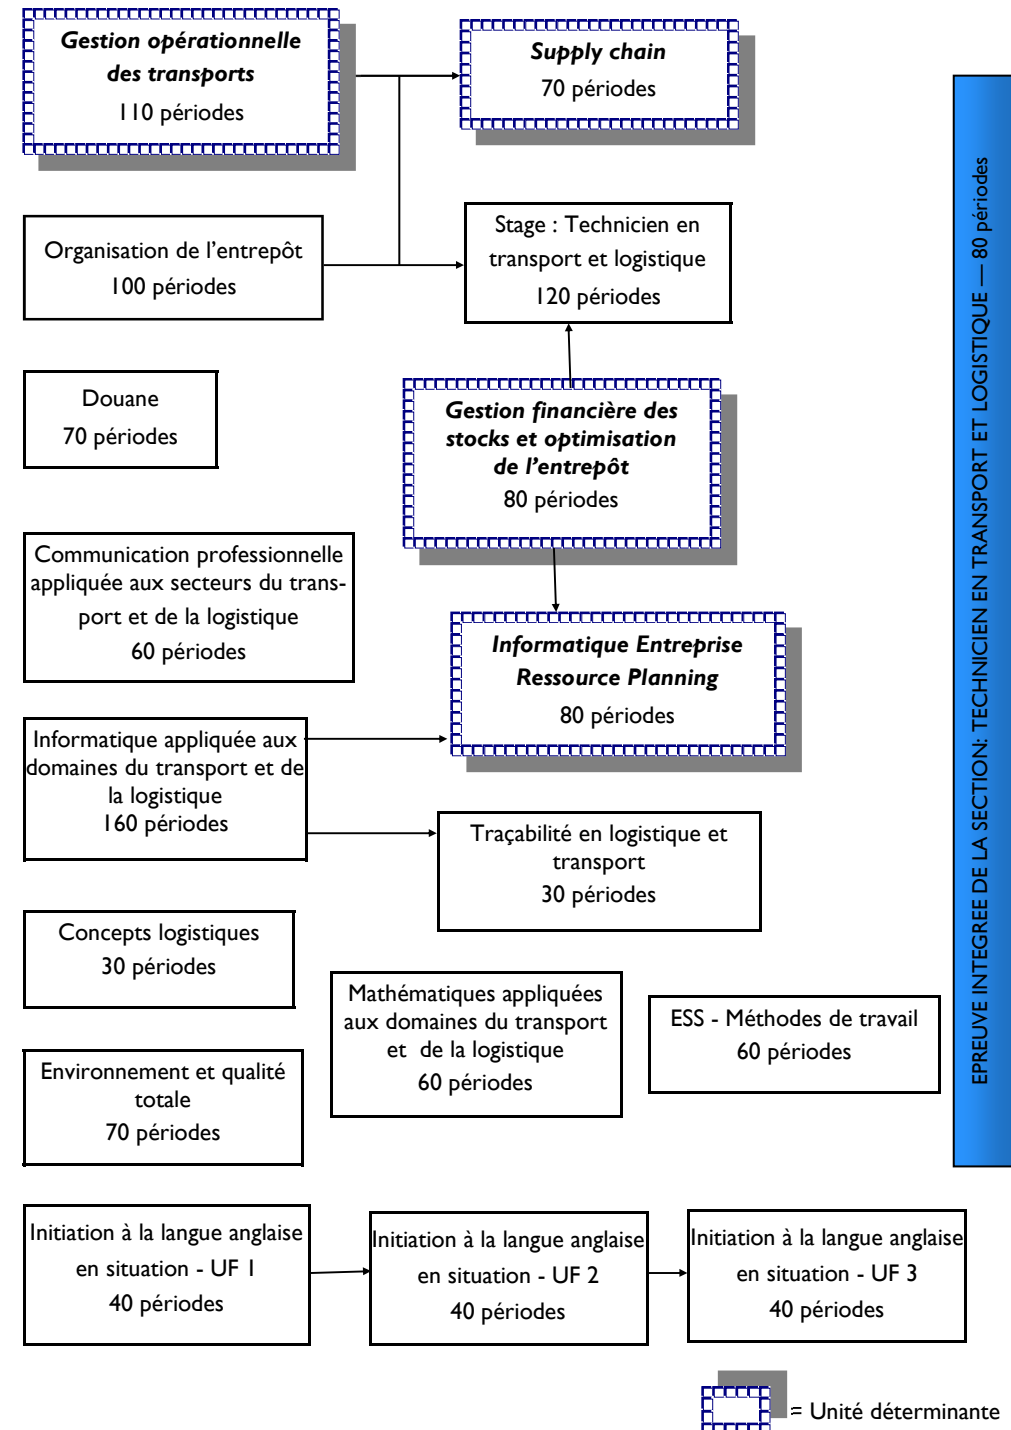 Gestion opérationnelle
des transports
110 périodes
Supply chain
70 périodes
Organisation de l’entrepôt
100 périodes
Stage : Technicien en
transport et logistique
120 périodes
Douane
70 périodes
Gestion financière des
stocks et optimisation
de l’entrepôt
80 périodes
Communication professionnelle
appliquée aux secteurs du trans-
port et de la logistique
60 périodes
Informatique Entreprise
Ressource Planning
80 périodes
Informatique appliquée aux
domaines du transport et de
la logistique
160 périodes
Traçabilité en logistique et
transport
30 périodes
Concepts logistiques
30 périodes
Mathématiques appliquées
aux domaines du transport
et de la logistique
60 périodes
ESS - Méthodes de travail
60 périodes
Environnement et qualité
totale
70 périodes
Initiation à la langue anglaise
en situation - UF 1
40 périodes
Initiation à la langue anglaise
en situation - UF 2
40 périodes
Initiation à la langue anglaise
en situation - UF 3
40 périodes
EPREUVE INTEGREE DE LA SECTION: TECHNICIEN EN TRANSPORT ET LOGISTIQUE — 80 périodes
= Unité déterminante